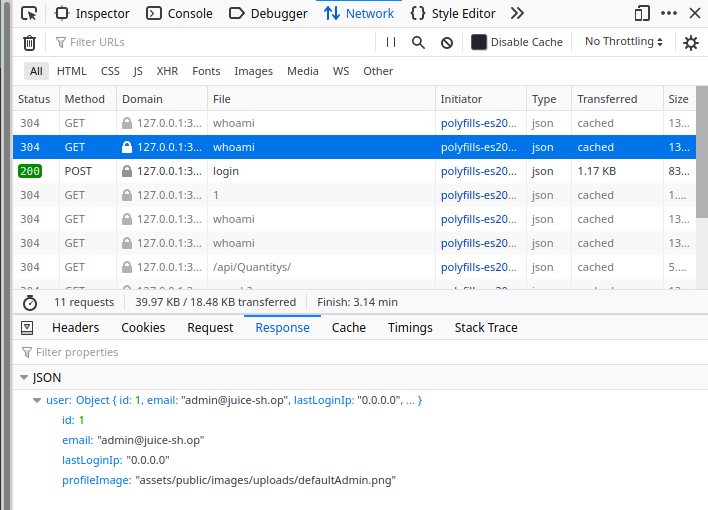 Inspector Console Debugger Network Style Editor
Filter URLs Disable Cache No Throttling
All HTML CSS JS XHR Fonts Images Media WS Other
Status Method Domain File Initiator Type Transferred Size
304 GET 127.0.0.1:3... whoami polyfills-es20... json cached 13...
304 GET 127.0.0.1:3... whoami polyfills-es20... json cached 13...
200 POST 127.0.0.1:3... login polyfills-es20... json 1.17 KB 83...
304 GET 127.0.0.1:3... 1 polyfills-es20... json cached 1....
304 GET 127.0.0.1:3... whoami polyfills-es20... json cached 13...
304 GET 127.0.0.1:3... whoami polyfills-es20... json cached 13...
304 GET 127.0.0.1:3... /api/Quantitys/ polyfills-es20... json cached 5....
11 requests 39.97 KB / 18.48 KB transferred Finish: 3.14 min
Headers Cookies Request Response Cache Timings Stack Trace
Filter properties
JSON
user: Object { id: 1, email: "admin@juice-sh.op", lastLoginIp: "0.0.0.0", ... }
id: 1
email: "admin@juice-sh.op"
lastLoginIp: "0.0.0.0"
profileImage: "assets/public/images/uploads/defaultAdmin.png"